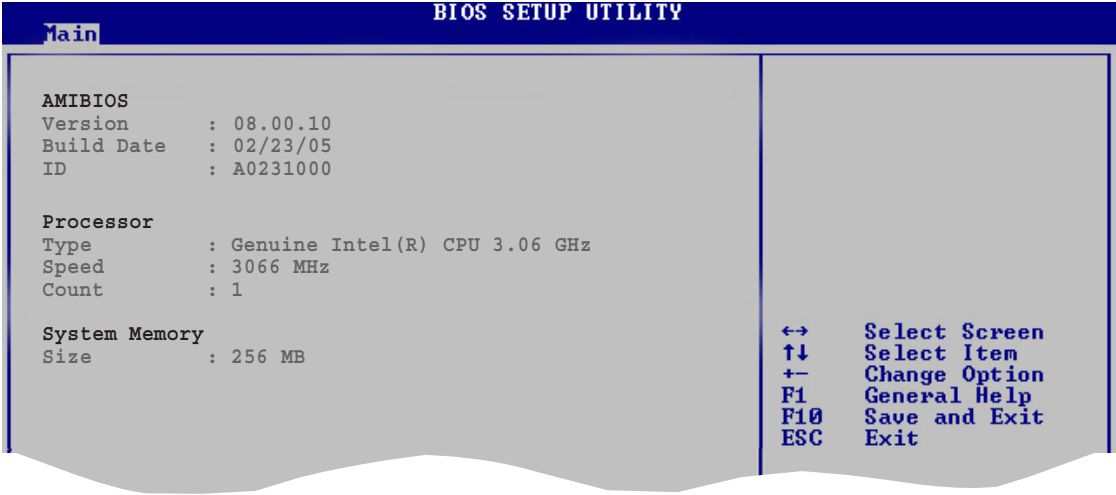 BIOS SETUP UTILITY
Main
AMIBIOS
Version : 08.00.10
Build Date : 02/23/05
ID : A0231000
Processor
Type : Genuine Intel(R) CPU 3.06 GHz
Speed : 3066 MHz
Count : 1
System Memory
Size : 256 MB
←→ Select Screen
↑↓ Select Item
+− Change Option
F1 General Help
F10 Save and Exit
ESC Exit